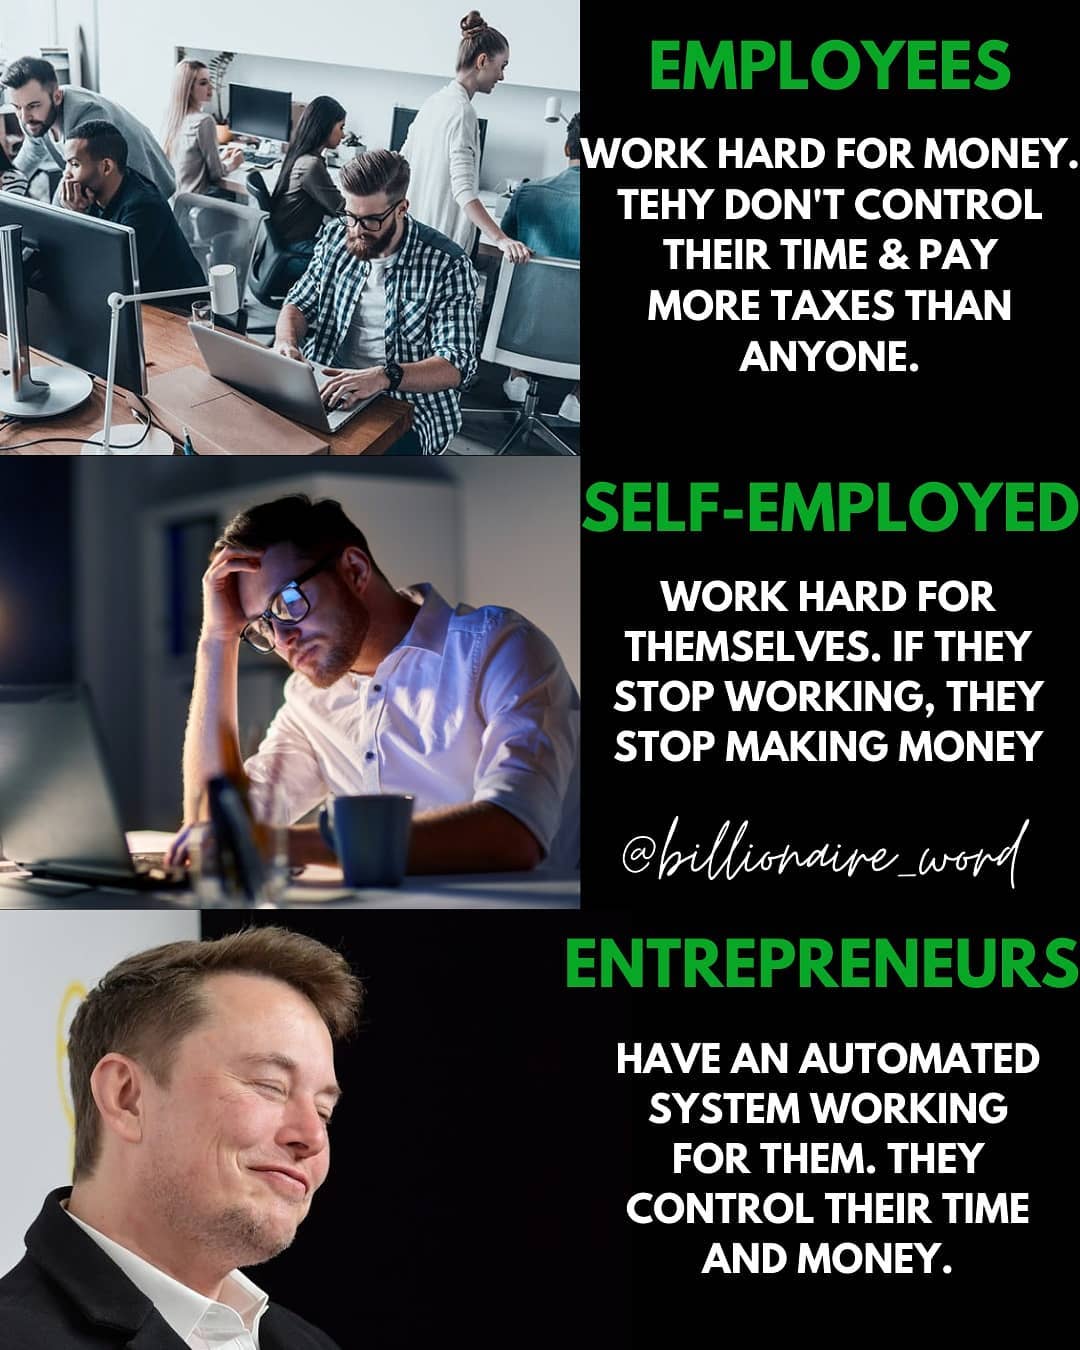 EMPLOYEES
WORK HARD FOR MONEY.
TEHY DON'T CONTROL
THEIR TIME & PAY
MORE TAXES THAN
ANYONE.
SELF-EMPLOYED
WORK HARD FOR
THEMSELVES. IF THEY
STOP WORKING, THEY
STOP MAKING MONEY
@billionaire_word
ENTREPRENEURS
HAVE AN AUTOMATED
SYSTEM WORKING
FOR THEM. THEY
CONTROL THEIR TIME
AND MONEY.